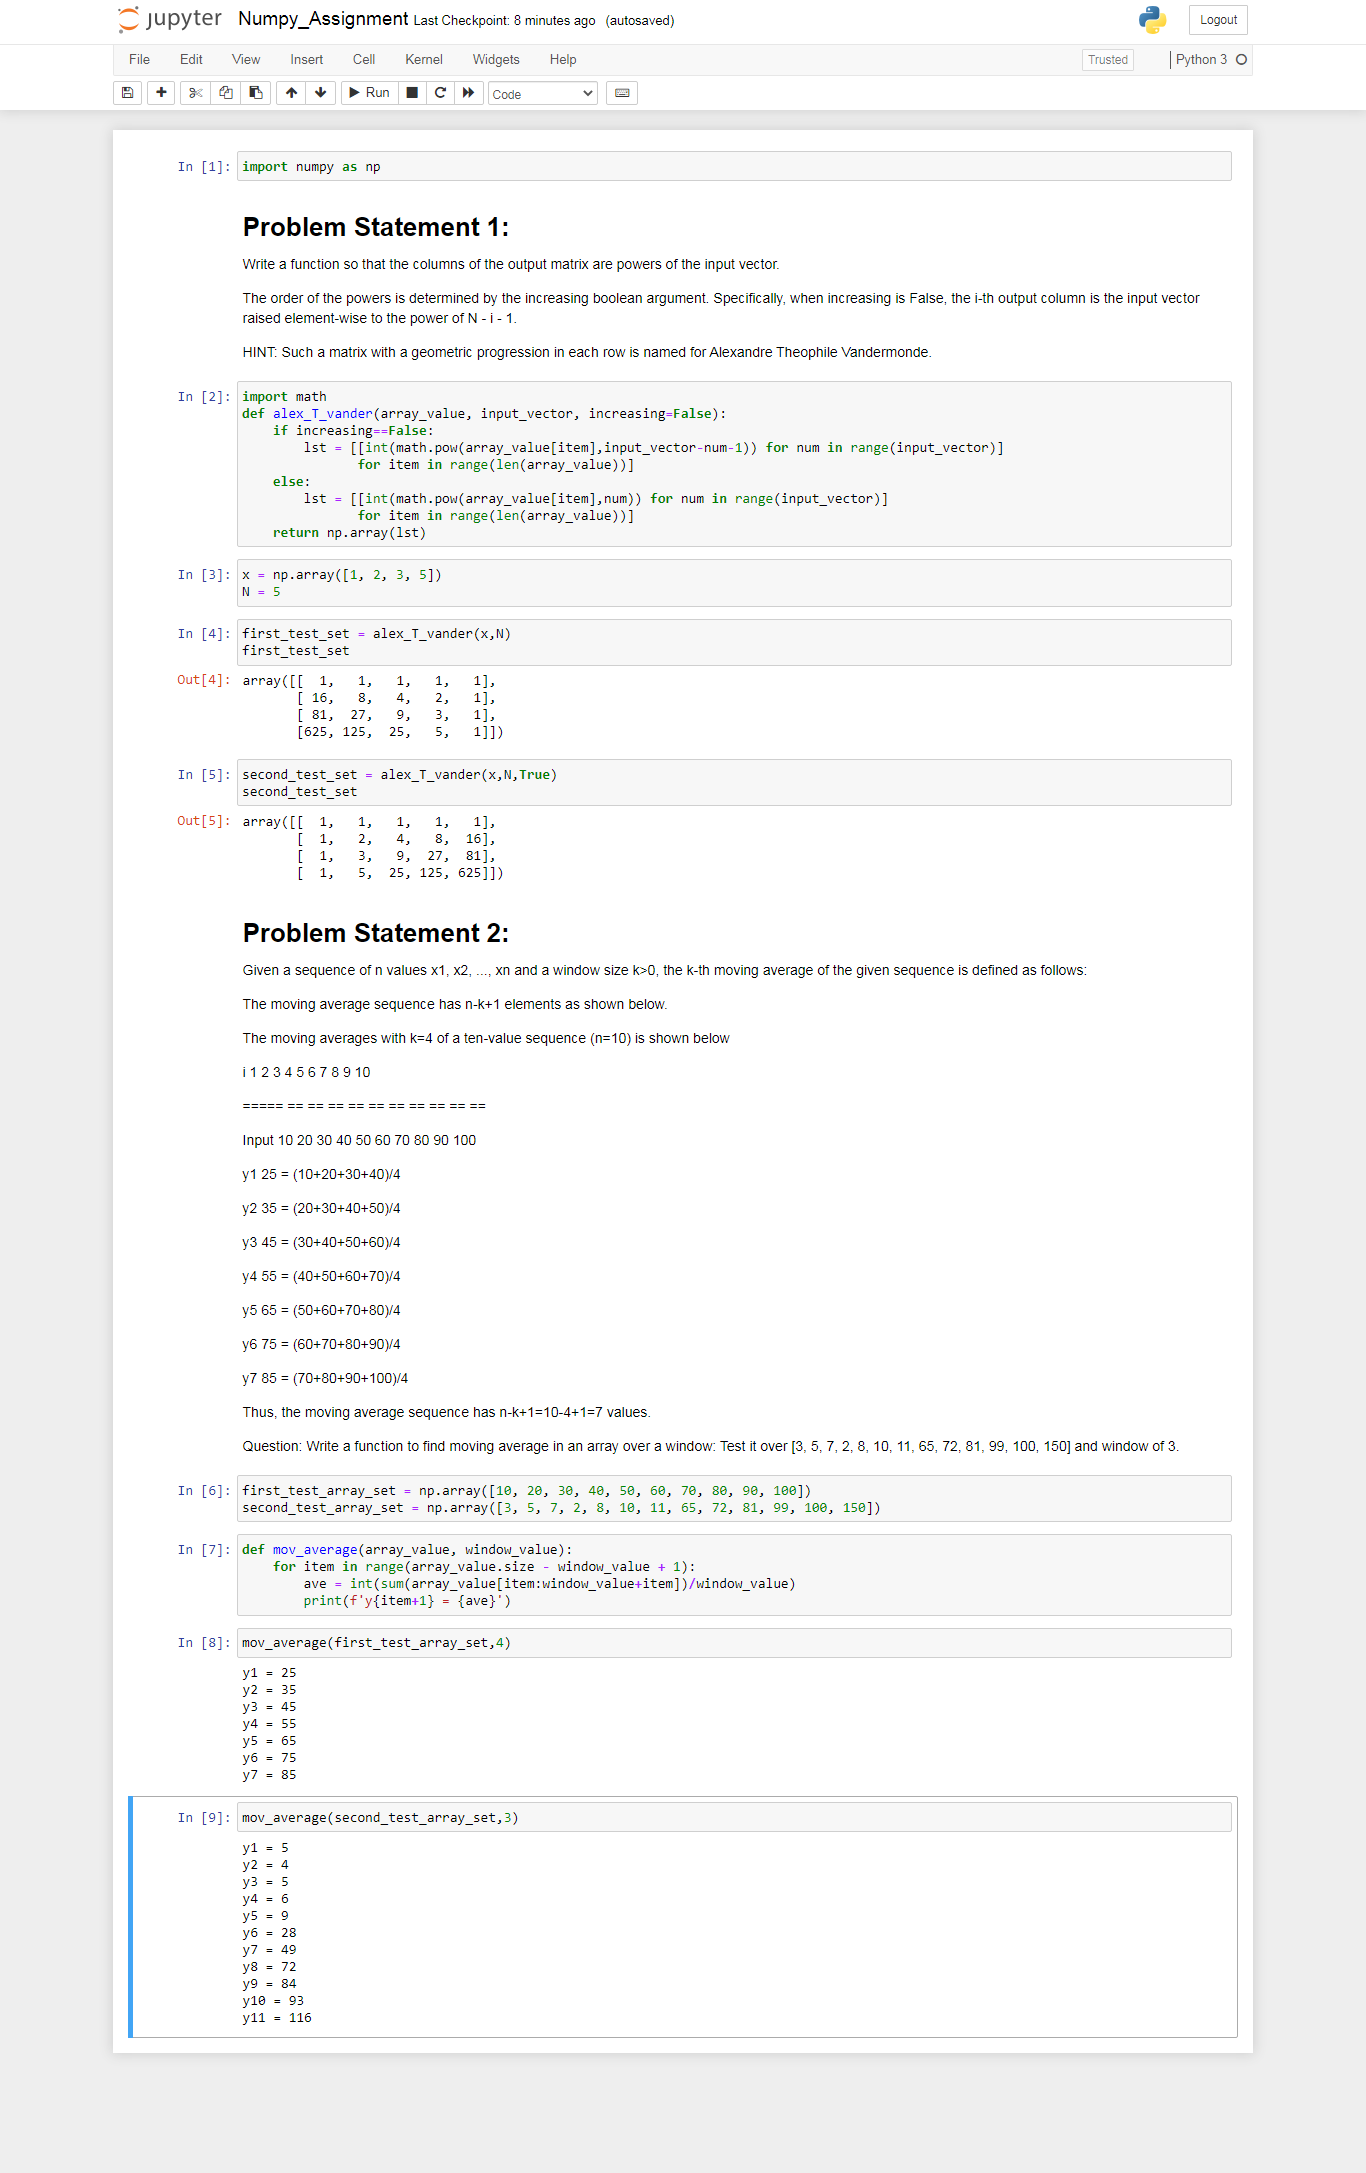 jupyter Numpy_Assignment Last Checkpoint: 8 minutes ago (autosaved)
Logout
File Edit View Insert Cell Kernel Widgets Help
Trusted
Python 3
Run
Code
In [1]: import numpy as np
Problem Statement 1:
Write a function so that the columns of the output matrix are powers of the input vector.
The order of the powers is determined by the increasing boolean argument. Specifically, when increasing is False, the i-th output column is the input vector
raised element-wise to the power of N - i - 1.
HINT: Such a matrix with a geometric progression in each row is named for Alexandre Theophile Vandermonde.
In [2]: import math
def alex_T_vander(array_value, input_vector, increasing=False):
    if increasing==False:
        lst = [[int(math.pow(array_value[item],input_vector-num-1)) for num in range(input_vector)]
               for item in range(len(array_value))]
    else:
        lst = [[int(math.pow(array_value[item],num)) for num in range(input_vector)]
               for item in range(len(array_value))]
    return np.array(lst)
In [3]: x = np.array([1, 2, 3, 5])
N = 5
In [4]: first_test_set = alex_T_vander(x,N)
first_test_set
Out[4]: array([[  1,   1,   1,   1,   1],
       [ 16,   8,   4,   2,   1],
       [ 81,  27,   9,   3,   1],
       [625, 125,  25,   5,   1]])
In [5]: second_test_set = alex_T_vander(x,N,True)
second_test_set
Out[5]: array([[  1,   1,   1,   1,   1],
       [  1,   2,   4,   8,  16],
       [  1,   3,   9,  27,  81],
       [  1,   5,  25, 125, 625]])
Problem Statement 2:
Given a sequence of n values x1, x2, ..., xn and a window size k>0, the k-th moving average of the given sequence is defined as follows:
The moving average sequence has n-k+1 elements as shown below.
The moving averages with k=4 of a ten-value sequence (n=10) is shown below
i 1 2 3 4 5 6 7 8 9 10
===== == == == == == == == == == ==
Input 10 20 30 40 50 60 70 80 90 100
y1 25 = (10+20+30+40)/4
y2 35 = (20+30+40+50)/4
y3 45 = (30+40+50+60)/4
y4 55 = (40+50+60+70)/4
y5 65 = (50+60+70+80)/4
y6 75 = (60+70+80+90)/4
y7 85 = (70+80+90+100)/4
Thus, the moving average sequence has n-k+1=10-4+1=7 values.
Question: Write a function to find moving average in an array over a window: Test it over [3, 5, 7, 2, 8, 10, 11, 65, 72, 81, 99, 100, 150] and window of 3.
In [6]: first_test_array_set = np.array([10, 20, 30, 40, 50, 60, 70, 80, 90, 100])
second_test_array_set = np.array([3, 5, 7, 2, 8, 10, 11, 65, 72, 81, 99, 100, 150])
In [7]: def mov_average(array_value, window_value):
    for item in range(array_value.size - window_value + 1):
        ave = int(sum(array_value[item:window_value+item])/window_value)
        print(f'y{item+1} = {ave}')
In [8]: mov_average(first_test_array_set,4)
y1 = 25
y2 = 35
y3 = 45
y4 = 55
y5 = 65
y6 = 75
y7 = 85
In [9]: mov_average(second_test_array_set,3)
y1 = 5
y2 = 4
y3 = 5
y4 = 6
y5 = 9
y6 = 28
y7 = 49
y8 = 72
y9 = 84
y10 = 93
y11 = 116